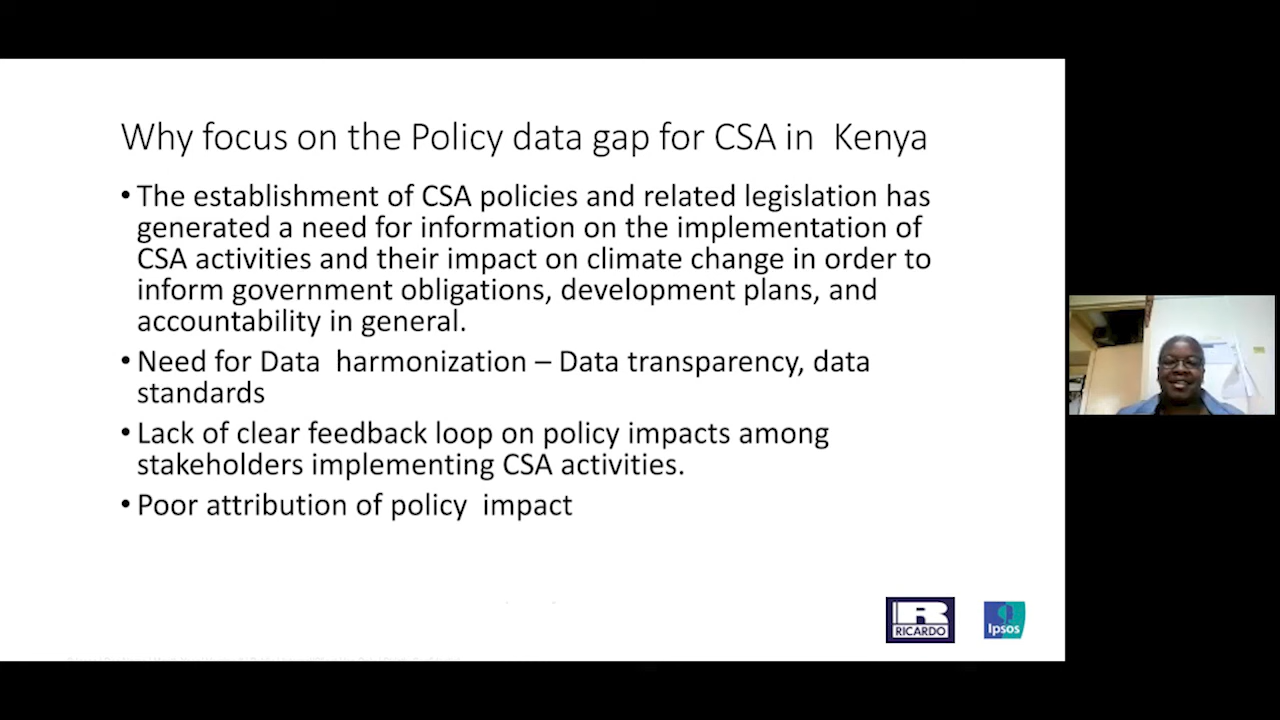 Why focus on the Policy data gap for CSA in  Kenya
• The establishment of CSA policies and related legislation has
generated a need for information on the implementation of
CSA activities and their impact on climate change in order to
inform government obligations, development plans, and
accountability in general.
• Need for Data  harmonization – Data transparency, data
standards
• Lack of clear feedback loop on policy impacts among
stakeholders implementing CSA activities.
• Poor attribution of policy  impact
R
RICARDO
Ipsos